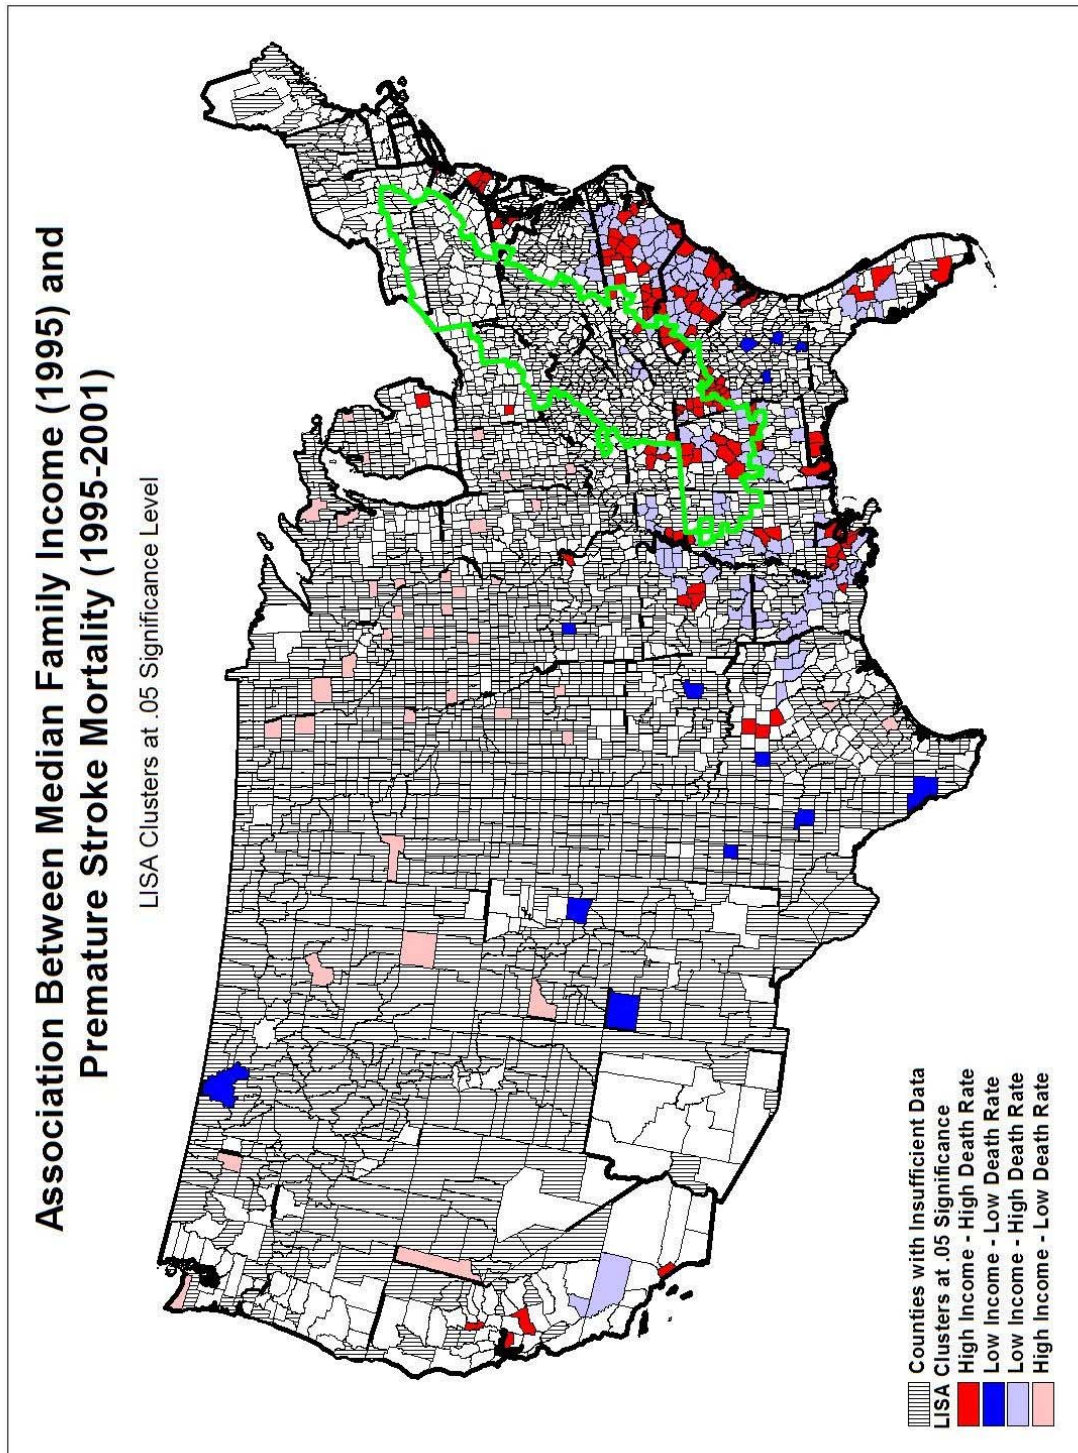 Association Between Median Family Income (1995) and
Premature Stroke Mortality (1995-2001)
LISA Clusters at .05 Significance Level
Counties with Insufficient Data
LISA Clusters at .05 Significance
High Income - High Death Rate
Low Income - Low Death Rate
Low Income - High Death Rate
High Income - Low Death Rate